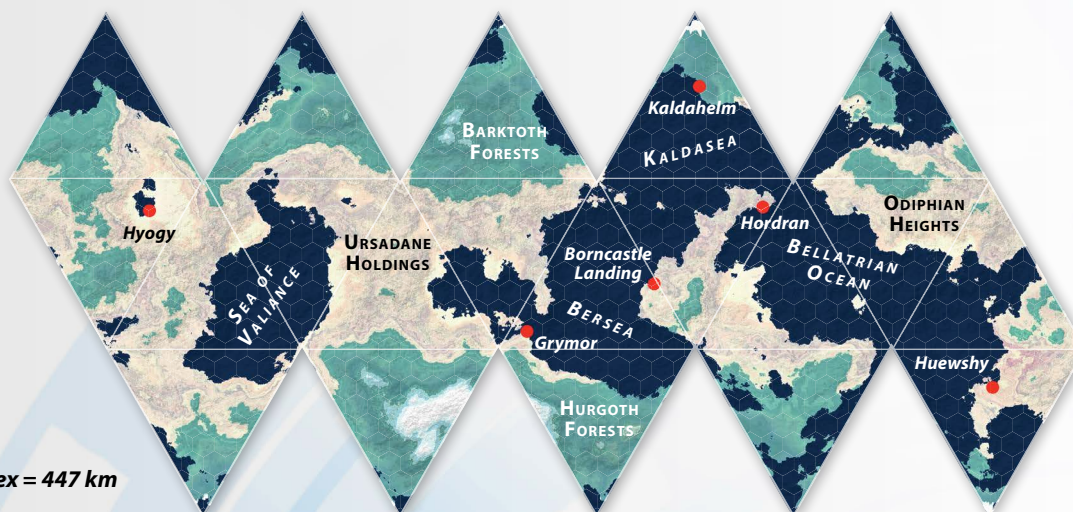 Kaldahelm
BARKTOTH
FORESTS
KALDASEA
Hyogy
URSADANE
HOLDINGS
SEA OF
VALIANCE
Borncastle
Landing
BERSEA
Grymor
Hordran
BELLATRIAN
OCEAN
ODIPHIAN
HEIGHTS
Huewshy
HURGOTH
FORESTS
ex = 447 km